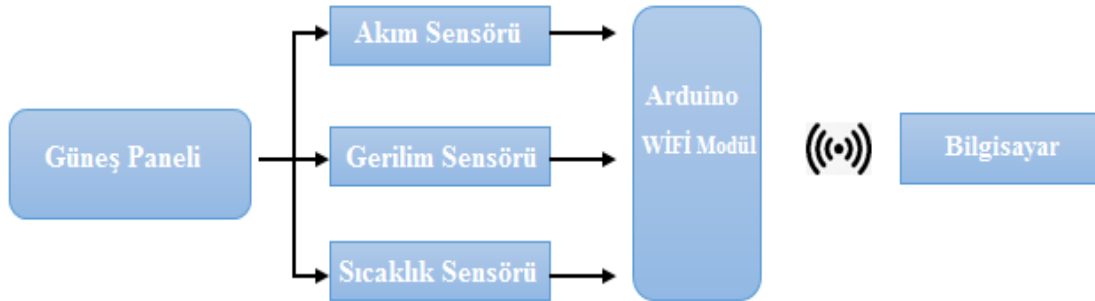 Güneş Paneli
Akım Sensörü
Gerilim Sensörü
Sıcaklık Sensörü
Arduino
WİFİ Modül
Bilgisayar